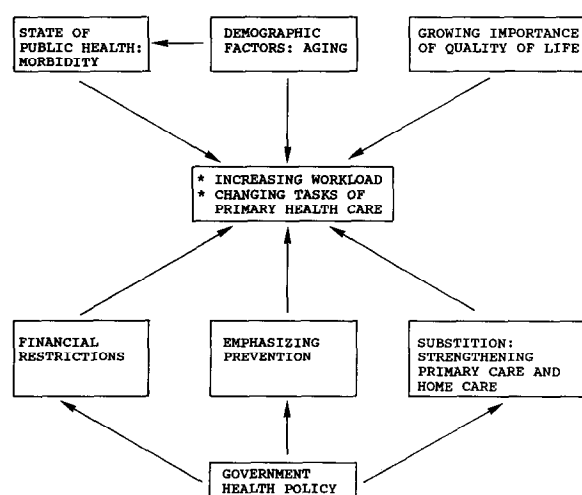 STATE OF
PUBLIC HEALTH:
MORBIDITY
DEMOGRAPHIC
FACTORS: AGING
GROWING IMPORTANCE
OF QUALITY OF LIFE
* INCREASING WORKLOAD
* CHANGING TASKS OF
PRIMARY HEALTH CARE
FINANCIAL
RESTRICTIONS
EMPHASIZING
PREVENTION
SUBSTITION:
STRENGTHENING
PRIMARY CARE AND
HOME CARE
GOVERNMENT
HEALTH POLICY